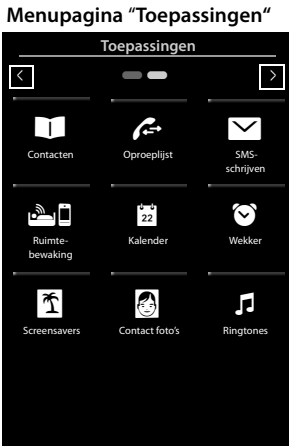 Menupagina “Toepassingen“
Toepassingen
Contacten
Oproeplijst
SMS-
schrijven
Ruimte-
bewaking
22
Kalender
Wekker
Screensavers
Contact foto’s
Ringtones